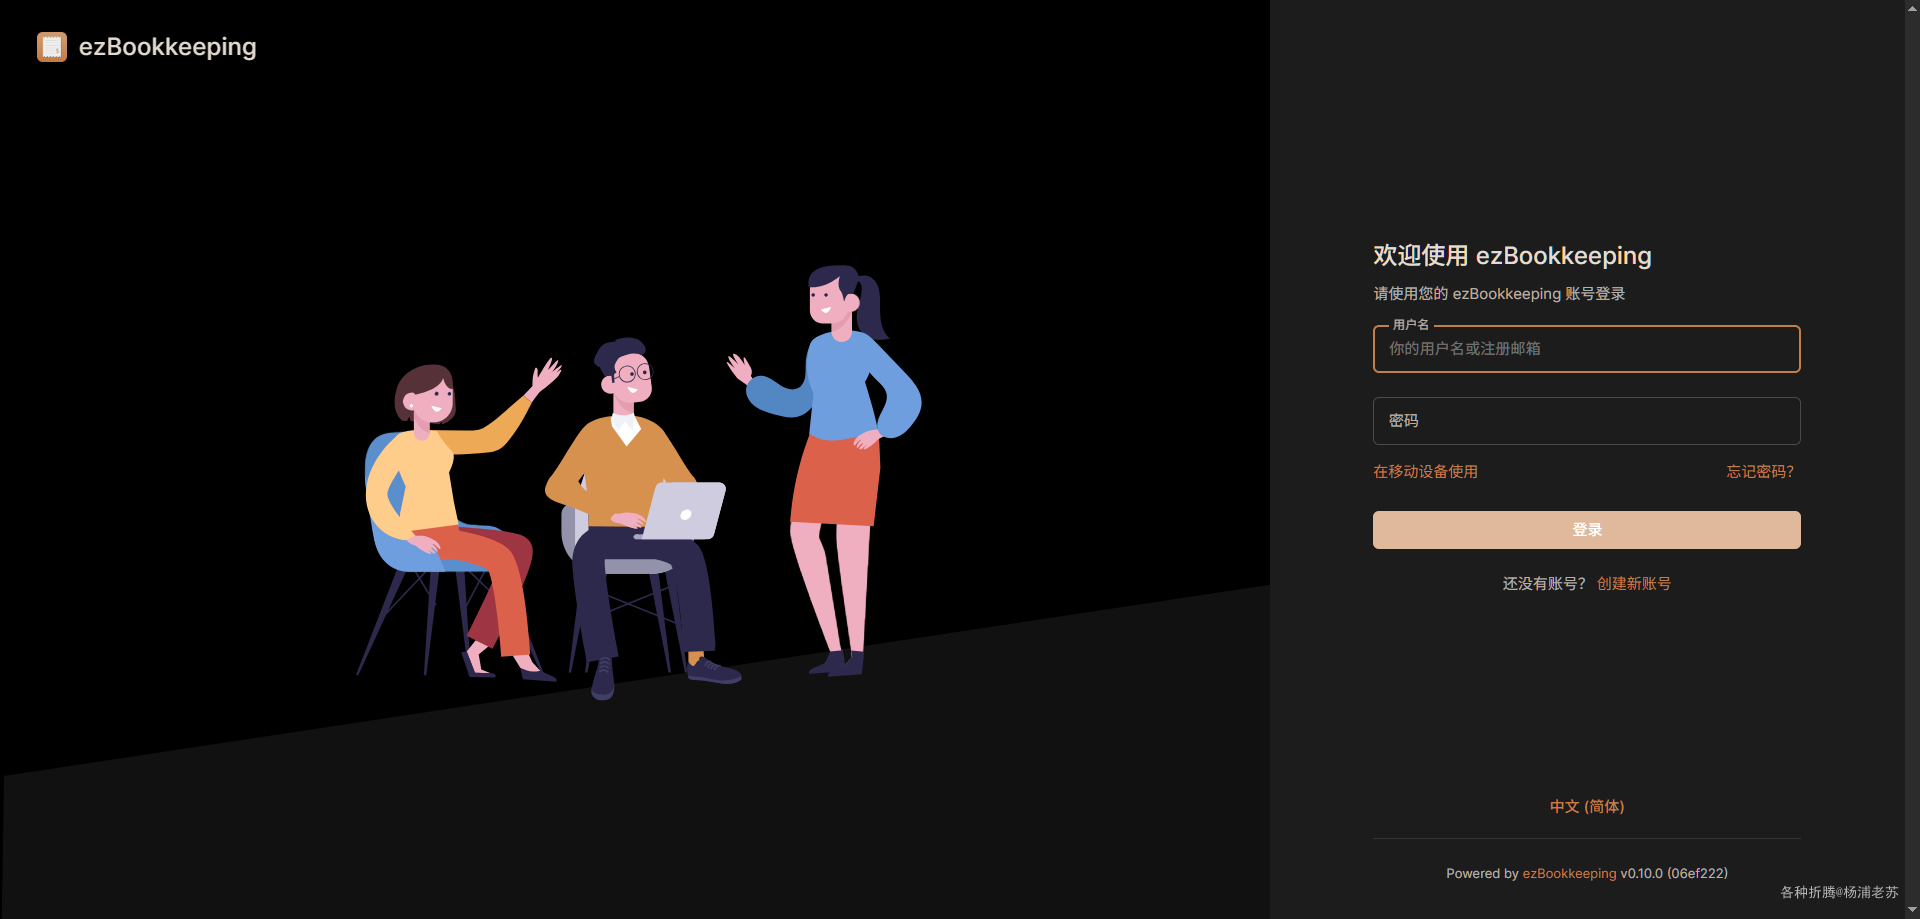 ezBookkeeping
欢迎使用 ezBookkeeping
请使用您的 ezBookkeeping 账号登录
用户名
你的用户名或注册邮箱
密码
在移动设备使用 忘记密码?
登录
还没有账号? 创建新账号
中文 (简体)
Powered by ezBookkeeping v0.10.0 (06ef222)
各种折腾@杨浦老苏